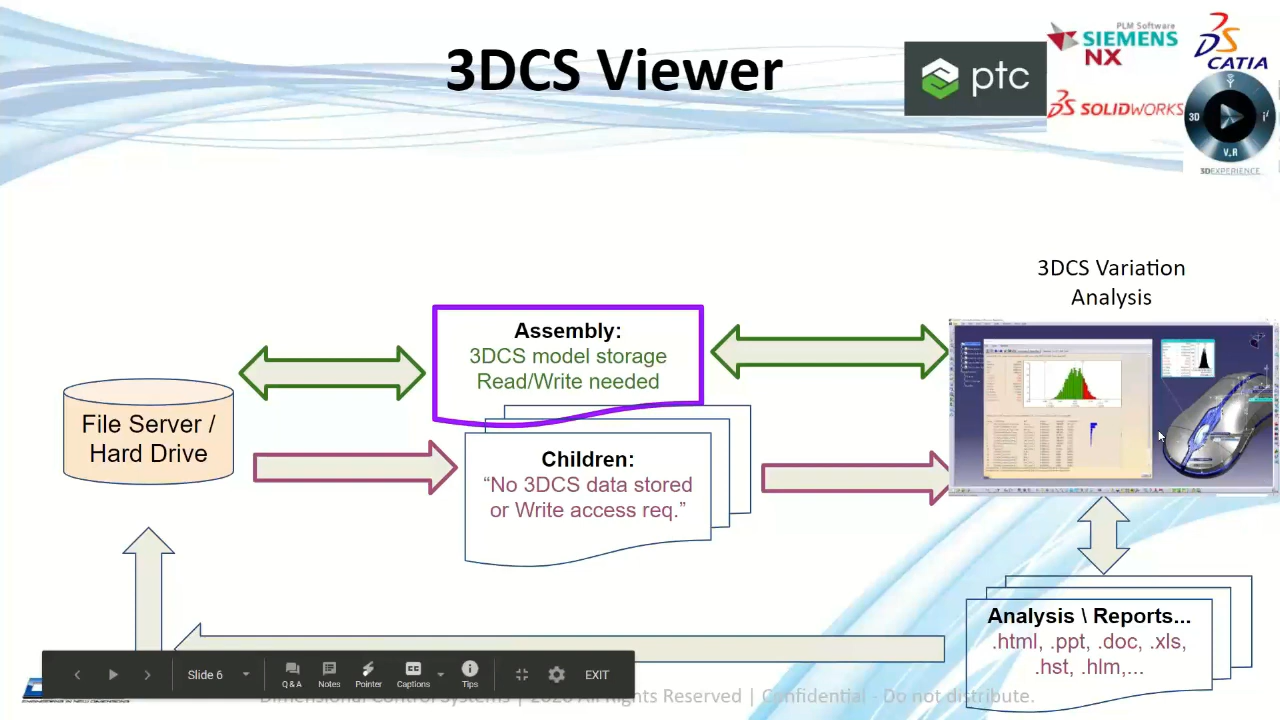 3DCS Viewer
ptc
PLM Software
SIEMENS
NX
CATIA
SOLIDWORKS
3D
V.R
3DEXPERIENCE
3DCS Variation
Analysis
Assembly:
3DCS model storage
Read/Write needed
File Server /
Hard Drive
Children:
“No 3DCS data stored
or Write access req.”
Analysis \ Reports...
.html, .ppt, .doc, .xls,
.hst, .hlm,...
Slide 6
Q & A
Notes
Pointer
Captions
Tips
EXIT
Dimensional Control Systems | 2020 All Rights Reserved | Confidential - Do not distribute.